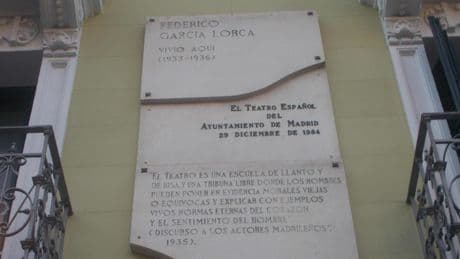 FEDERICO
GARCIA LORCA
VIVIO AQUI
(1933-1936)
EL TEATRO ESPAÑOL
DEL
AYUNTAMIENTO DE MADRID
29 DICIEMBRE DE 1984
"EL TEATRO ES UNA ESCUELA DE LLANTO Y
DE RISA, Y UNA TRIBUNA LIBRE DONDE LOS HOMBRES
PUEDEN PONER EN EVIDENCIA MORALES VIEJAS
O EQUIVOCAS Y EXPLICAR CON EJEMPLOS
VIVOS NORMAS ETERNAS DEL CORAZON
Y EL SENTIMIENTO DEL HOMBRE.
(DISCURSO A LOS ACTORES MADRILEÑOS".
1935).